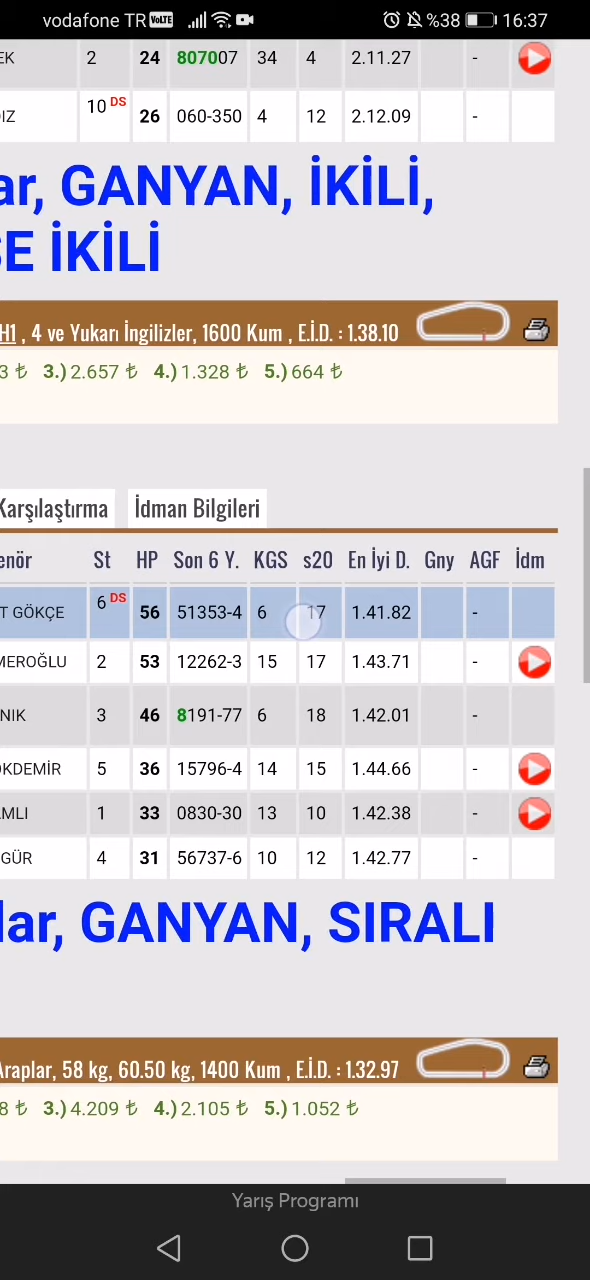 vodafone TR VoLTE %38 16:37
EK 2 24 807007 34 4 2.11.27 -
IZ 10 DS 26 060-350 4 12 2.12.09 -
ar, GANYAN, İKİLİ,
SE İKİLİ
H1 , 4 ve Yukarı İngilizler, 1600 Kum , E.İ.D. : 1.38.10
3 ₺ 3.) 2.657 ₺ 4.) 1.328 ₺ 5.) 664 ₺
Karşılaştırma İdman Bilgileri
enör St HP Son 6 Y. KGS s20 En İyi D. Gny AGF İdm
T GÖKÇE 6 DS 56 51353-4 6 17 1.41.82 -
MEROĞLU 2 53 12262-3 15 17 1.43.71 -
NIK 3 46 8191-77 6 18 1.42.01 -
ÖKDEMİR 5 36 15796-4 14 15 1.44.66 -
AMLI 1 33 0830-30 13 10 1.42.38 -
GÜR 4 31 56737-6 10 12 1.42.77 -
lar, GANYAN, SIRALI
Araplar, 58 kg, 60.50 kg, 1400 Kum , E.İ.D. : 1.32.97
8 ₺ 3.) 4.209 ₺ 4.) 2.105 ₺ 5.) 1.052 ₺
Yarış Programı